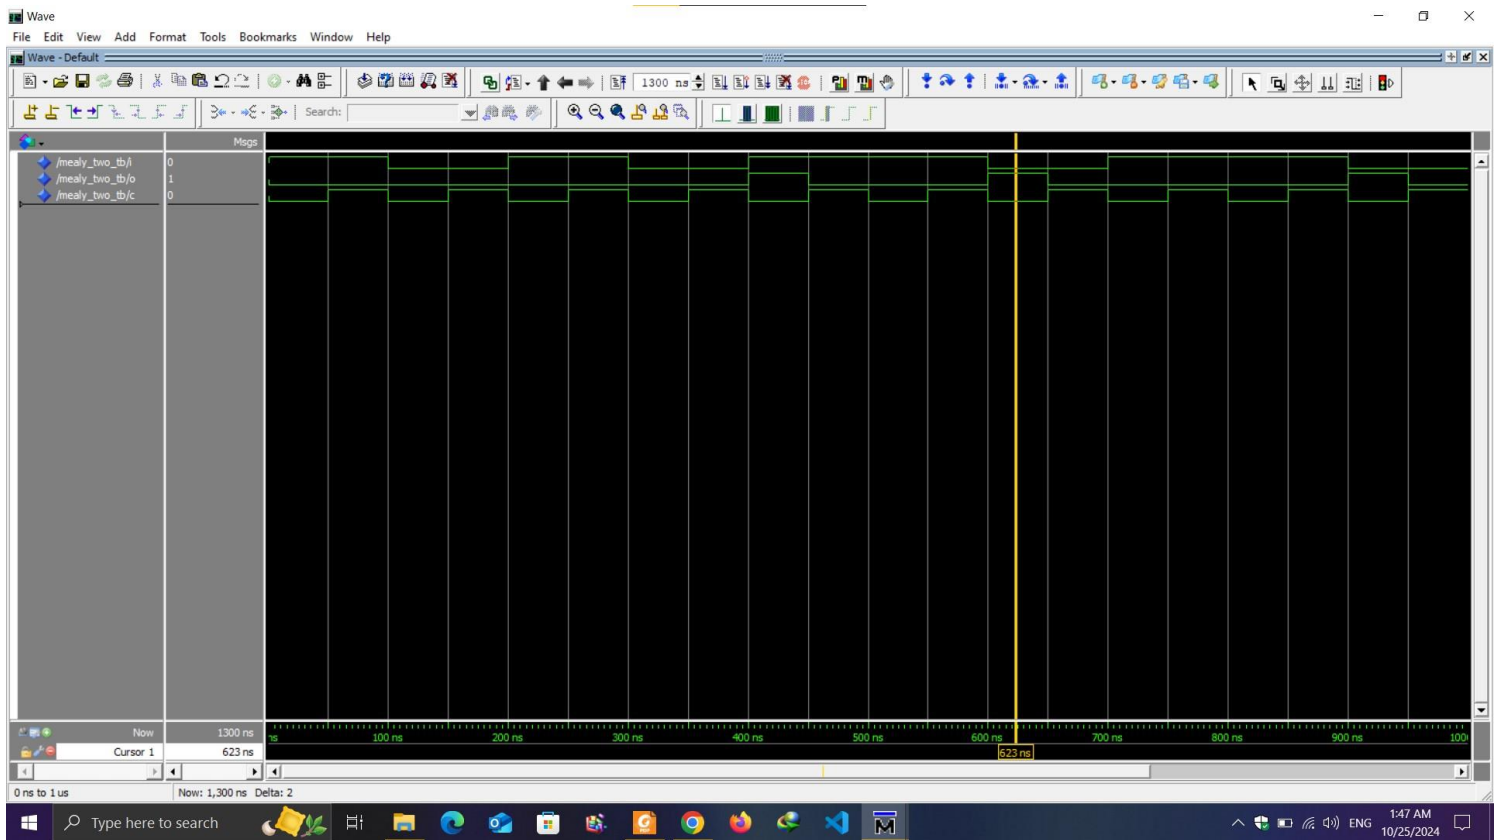 Wave
File Edit View Add Format Tools Bookmarks Window Help
Wave - Default
1300 ns
Search:
Msgs
/mealy_two_tb/i 0
/mealy_two_tb/o 1
/mealy_two_tb/c 0
Now 1300 ns
ns 100 ns 200 ns 300 ns 400 ns 500 ns 600 ns 700 ns 800 ns 900 ns 100
Cursor 1 623 ns
623 ns
0 ns to 1 us Now: 1,300 ns Delta: 2
Type here to search
ENG
1:47 AM
10/25/2024